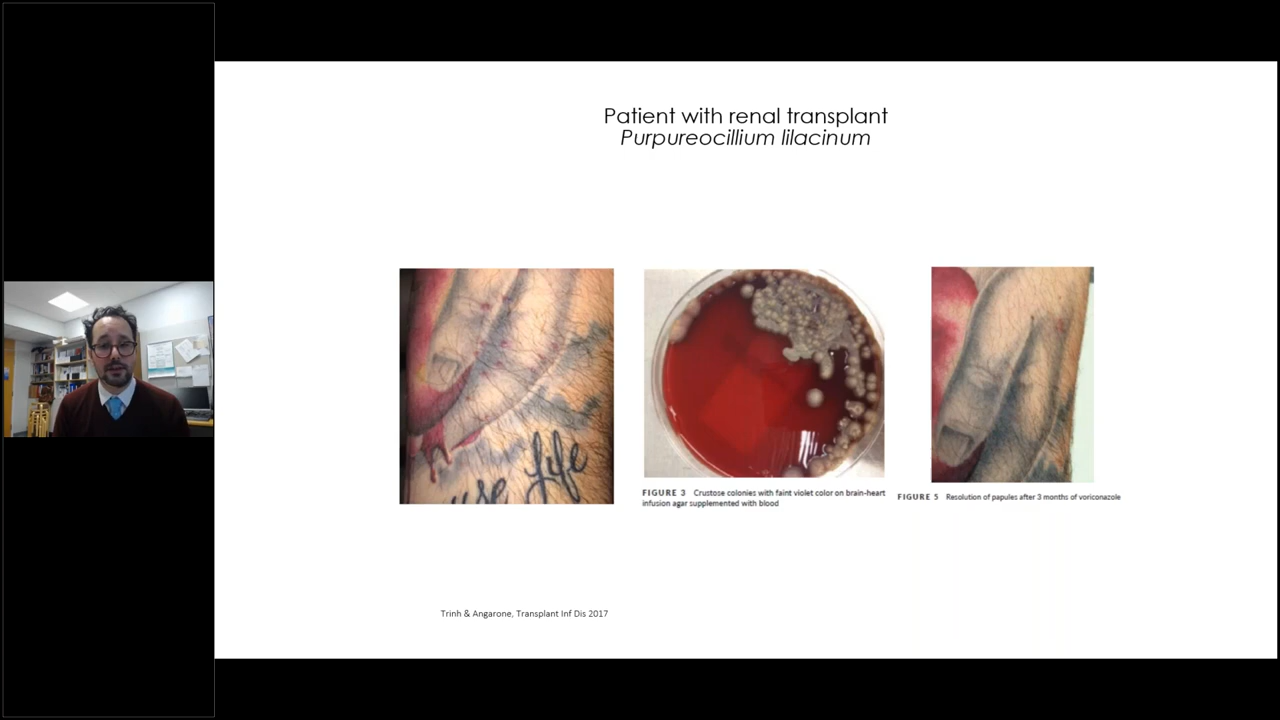 Patient with renal transplant
Purpureocillium lilacinum
use life
FIGURE 3 Crustose colonies with faint violet color on brain-heart
infusion agar supplemented with blood
FIGURE 5 Resolution of papules after 3 months of voriconazole
Trinh & Angarone, Transplant Inf Dis 2017